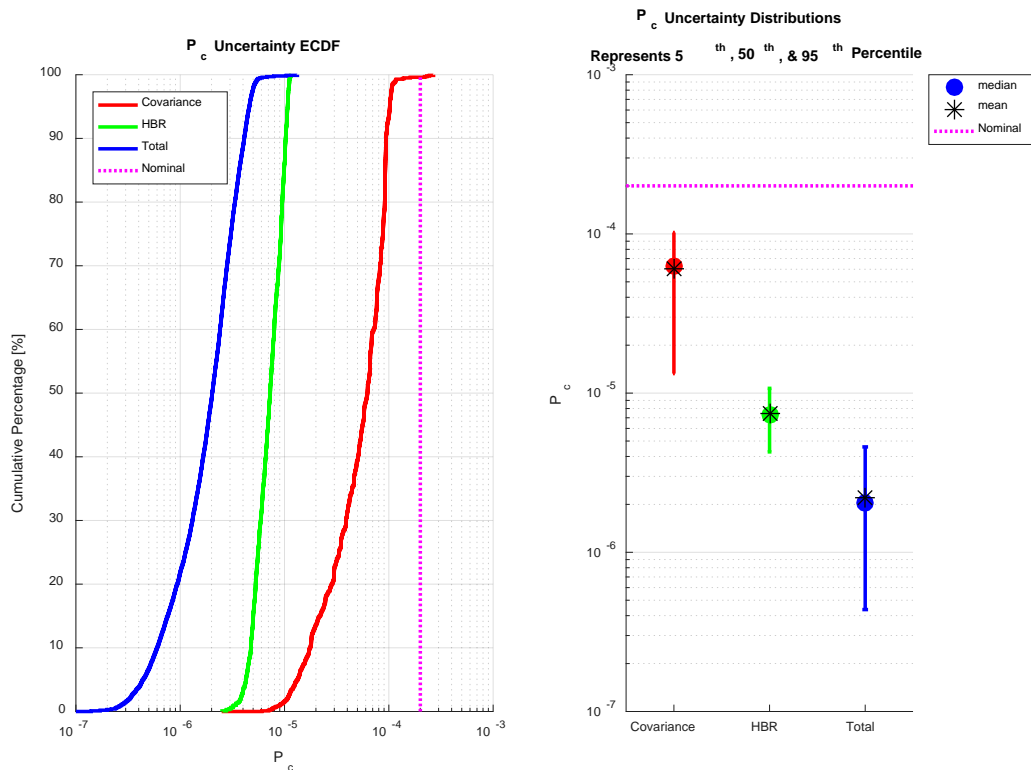 P c Uncertainty ECDF
100
90
80
70
60
50
40
30
20
10
0
Cumulative Percentage [%]
Covariance
HBR
Total
Nominal
10 -7
10 -6
10 -5
10 -4
10 -3
P c
P c Uncertainty Distributions
Represents 5 th, 50 th, & 95 th Percentile
10 -3
10 -4
10 -5
10 -6
10 -7
P c
Covariance
HBR
Total
median
mean
Nominal